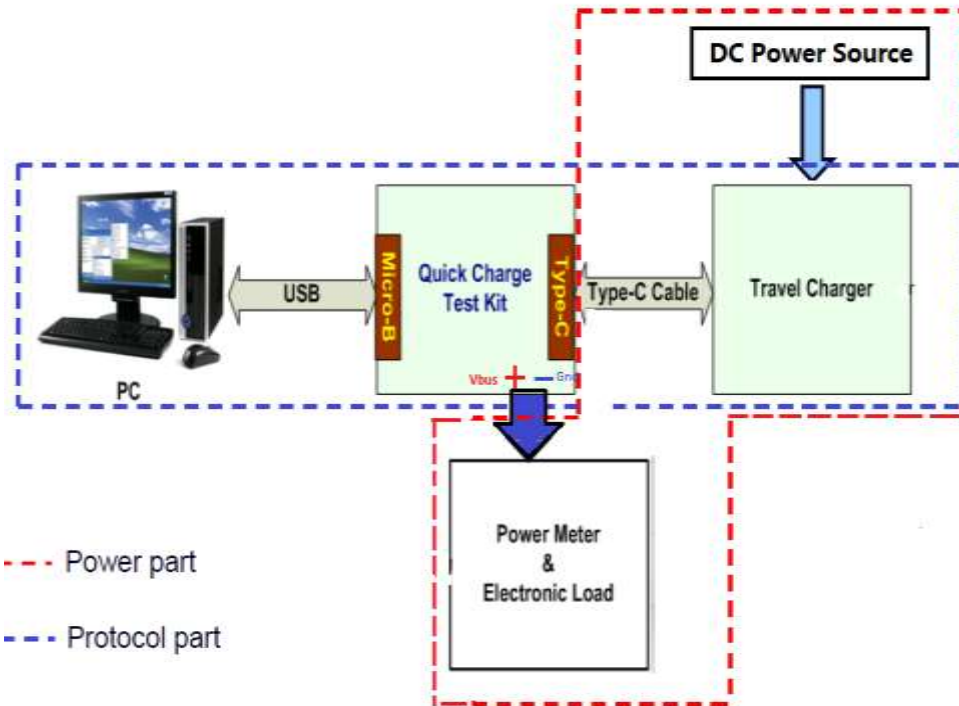 DC Power Source
Micro-B
Quick Charge
Test Kit
Type-C
USB
Type-C Cable
Travel Charger
PC
Vbus
Power Meter
&
Electronic Load
Power part
Protocol part